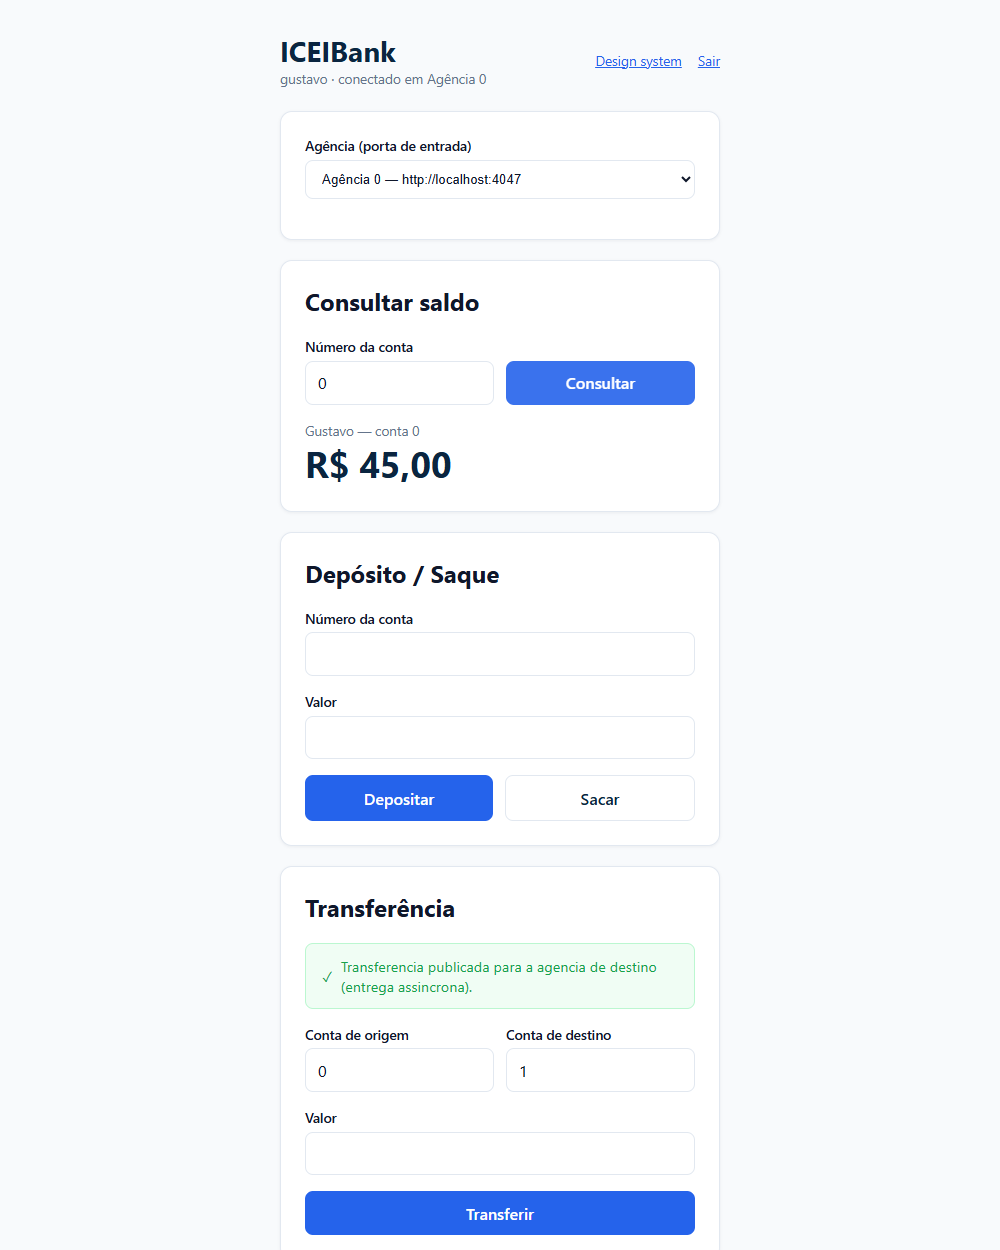 ICEIBank
gustavo · conectado em Agência 0
Design system
Sair
Agência (porta de entrada)
Agência 0 — http://localhost:4047
Consultar saldo
Número da conta
0
Consultar
Gustavo — conta 0
R$ 45,00
Depósito / Saque
Número da conta
Valor
Depositar
Sacar
Transferência
✓ Transferencia publicada para a agencia de destino
(entrega assincrona).
Conta de origem
Conta de destino
0
1
Valor
Transferir